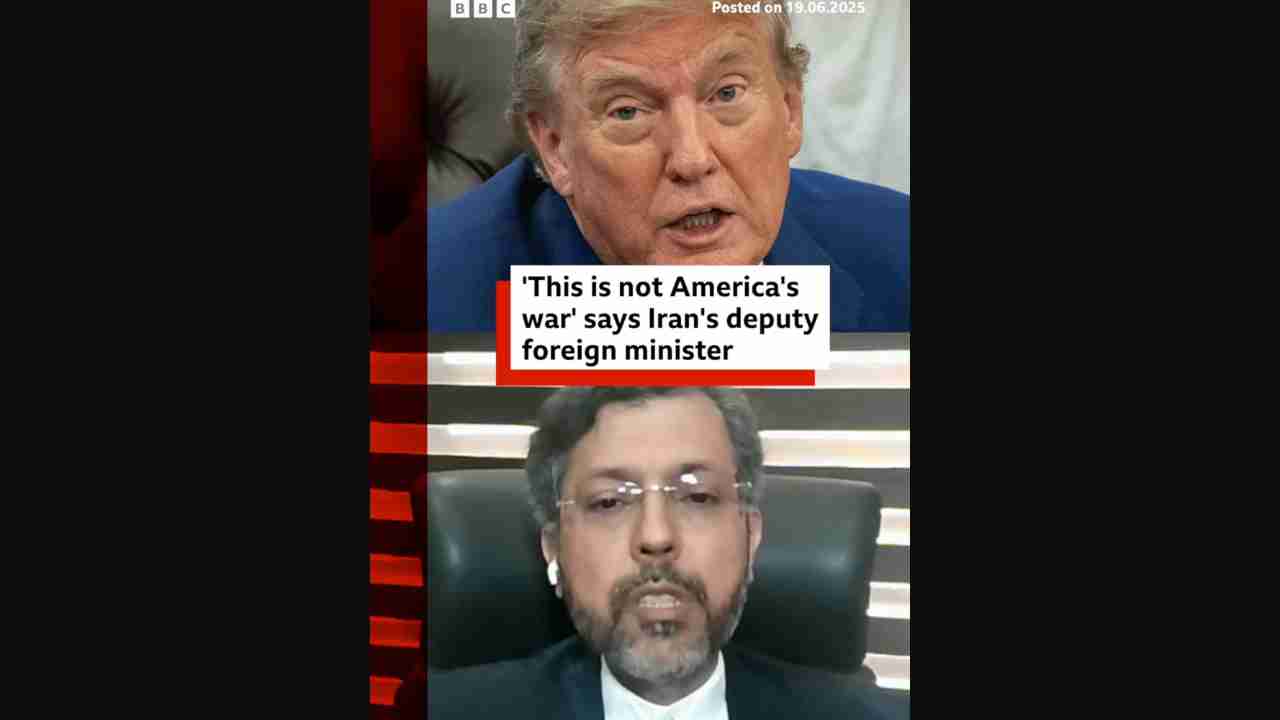 BBC
Posted on 19.06.2025
'This is not America's
war' says Iran's deputy
foreign minister